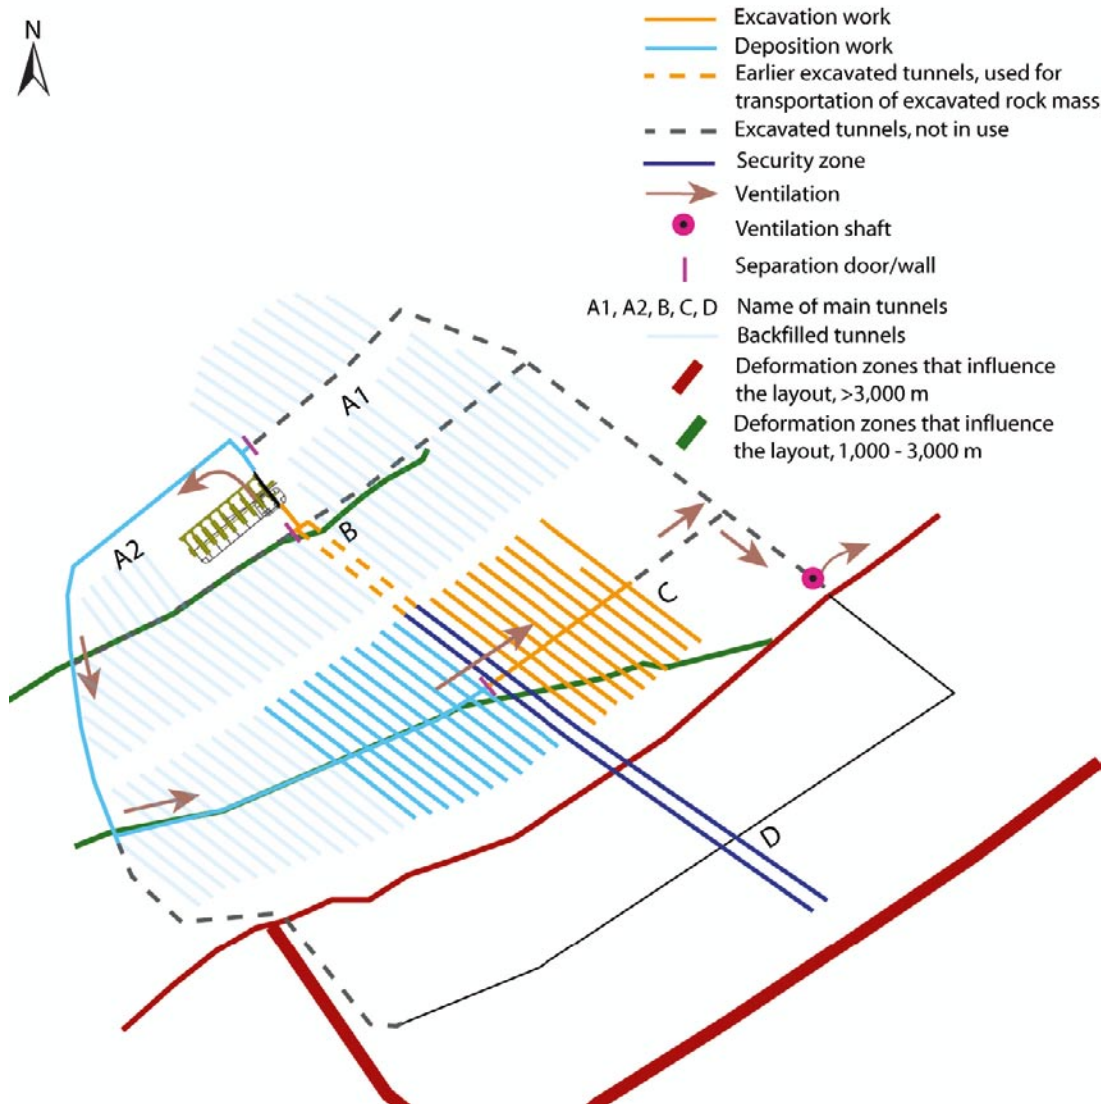 N
Excavation work
Deposition work
Earlier excavated tunnels, used for
transportation of excavated rock mass
Excavated tunnels, not in use
Security zone
Ventilation
Ventilation shaft
Separation door/wall
A1, A2, B, C, D Name of main tunnels
Backfilled tunnels
Deformation zones that influence
the layout, >3,000 m
Deformation zones that influence
the layout, 1,000 - 3,000 m
A1
A2
B
C
D